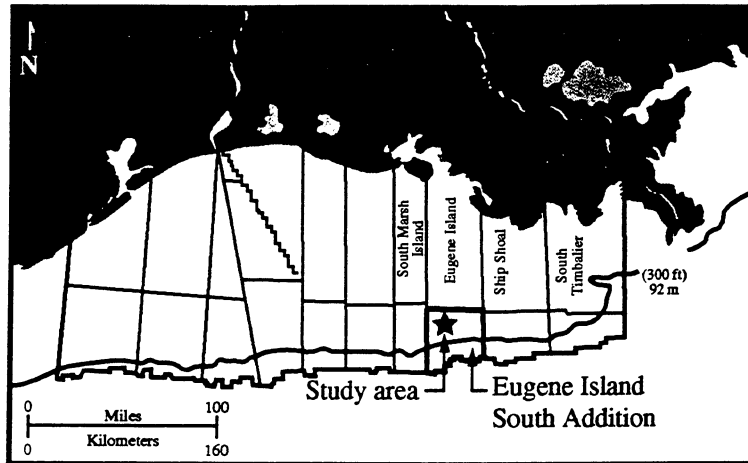 N
South Marsh
Island
Eugene Island
Ship Shoal
South
Timbalier
(300 ft)
92 m
Study area
Eugene Island
South Addition
0
100
Miles
Kilometers
0
160